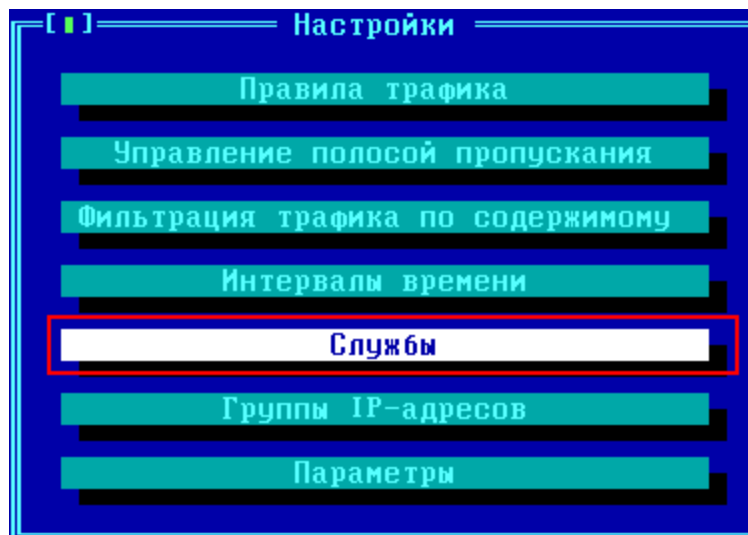 Настройки
Правила трафика
Управление полосой пропускания
Фильтрация трафика по содержимому
Интервалы времени
Службы
Группы IP-адресов
Параметры